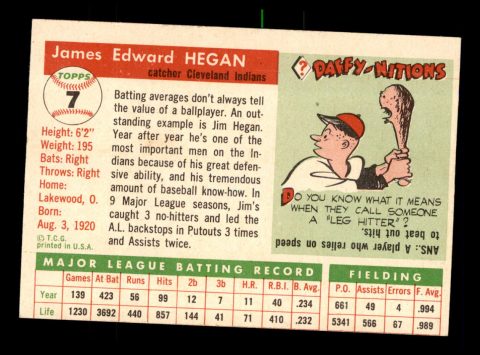 James Edward HEGAN
catcher Cleveland Indians
TOPPS
7
Height: 6'2"
Weight: 195
Bats: Right
Throws: Right
Home:
Lakewood, O.
Born:
Aug. 3, 1920
© T.C.G.
printed in U.S.A.
Batting averages don't always tell
the value of a ballplayer. An out-
standing example is Jim Hegan.
Year after year he's one of the
most important men on the In-
dians because of his great defen-
sive ability, and his tremendous
amount of baseball know-how. In
9 Major League seasons, Jim's
caught 3 no-hitters and led the
A.L. backstops in Putouts 3 times
and Assists twice.
? DAFFY-NITIONS
DO YOU KNOW WHAT IT MEANS
WHEN THEY CALL SOMEONE
A "LEG HITTER"?
ANS.: A player who relies on speed
to beat out hits.
MAJOR LEAGUE BATTING RECORD
Games At Bat Runs Hits 2b 3b H.R. R.B.I. B. Avg.
Year 139 423 56 99 12 7 11 40 .234
Life 1230 3692 440 857 144 41 71 410 .232
FIELDING
P.O. Assists Errors F. Avg.
661 49 4 .994
5341 566 67 .989